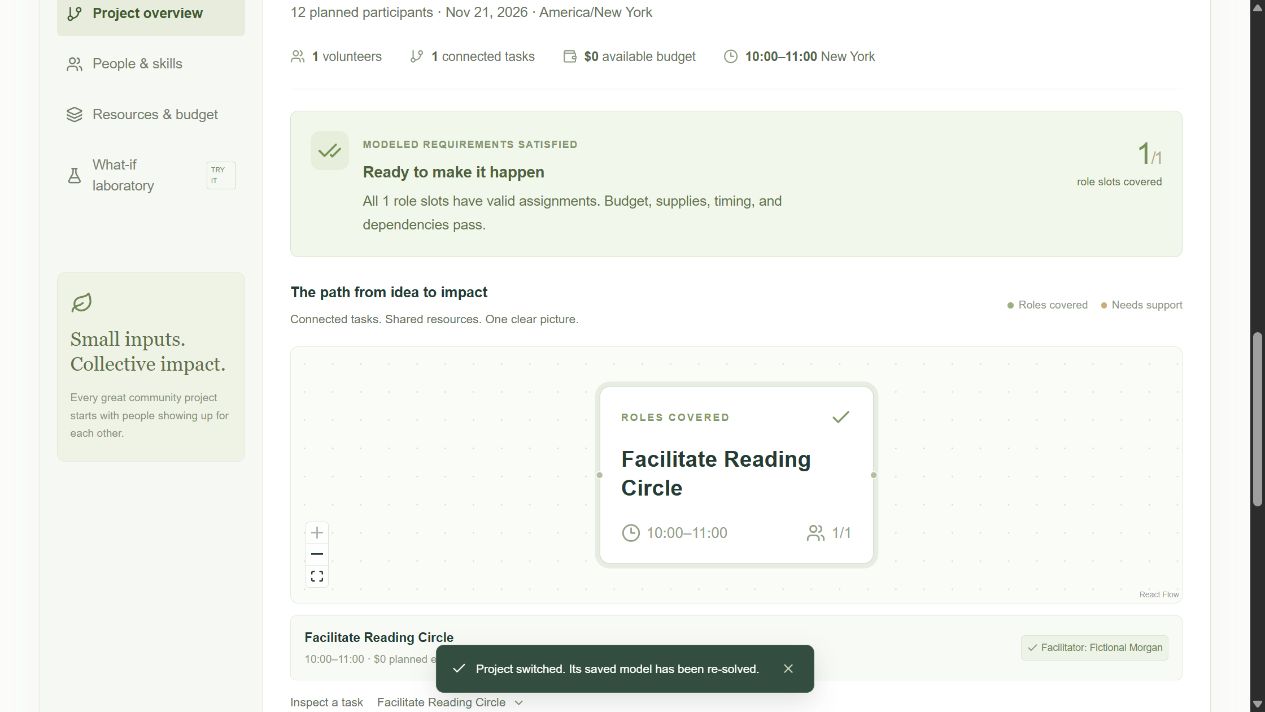 Project overview
People & skills
Resources & budget
What-if
laboratory
TRY
IT
Small inputs.
Collective impact.
Every great community project
starts with people showing up for
each other.
12 planned participants · Nov 21, 2026 · America/New York
1 volunteers
1 connected tasks
$0 available budget
10:00–11:00 New York
MODELED REQUIREMENTS SATISFIED
Ready to make it happen
All 1 role slots have valid assignments. Budget, supplies, timing, and
dependencies pass.
1/1
role slots covered
The path from idea to impact
Connected tasks. Shared resources. One clear picture.
Roles covered
Needs support
ROLES COVERED
Facilitate Reading
Circle
10:00–11:00
1/1
React Flow
Facilitate Reading Circle
10:00–11:00 · $0 planned
Facilitator: Fictional Morgan
Project switched. Its saved model has been re-solved.
Inspect a task
Facilitate Reading Circle